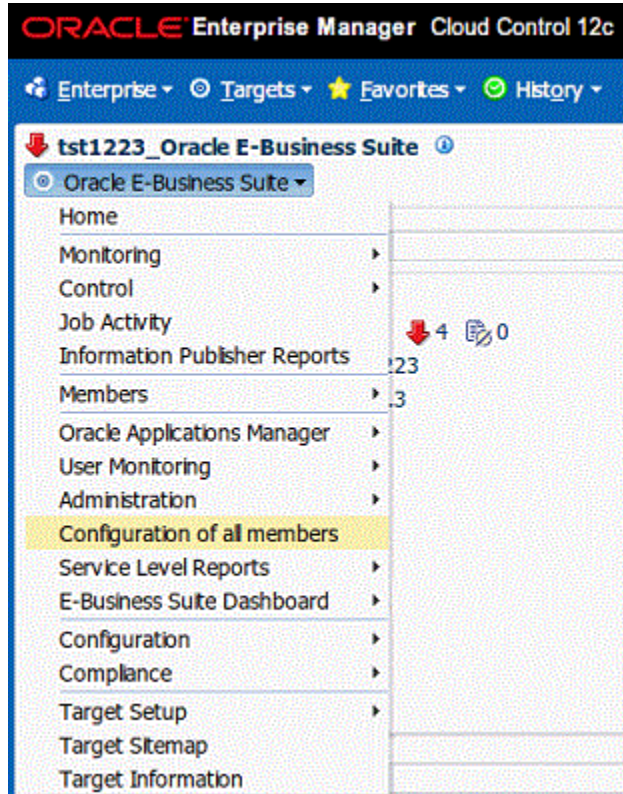 ORACLE Enterprise Manager Cloud Control 12c
Enterprise Targets Favorites History
tst1223_Oracle E-Business Suite
Oracle E-Business Suite
Home
Monitoring
Control
Job Activity
4 0
Information Publisher Reports
:23
Members
.3
Oracle Applications Manager
User Monitoring
Administration
Configuration of all members
Service Level Reports
E-Business Suite Dashboard
Configuration
Compliance
Target Setup
Target Sitemap
Target Information